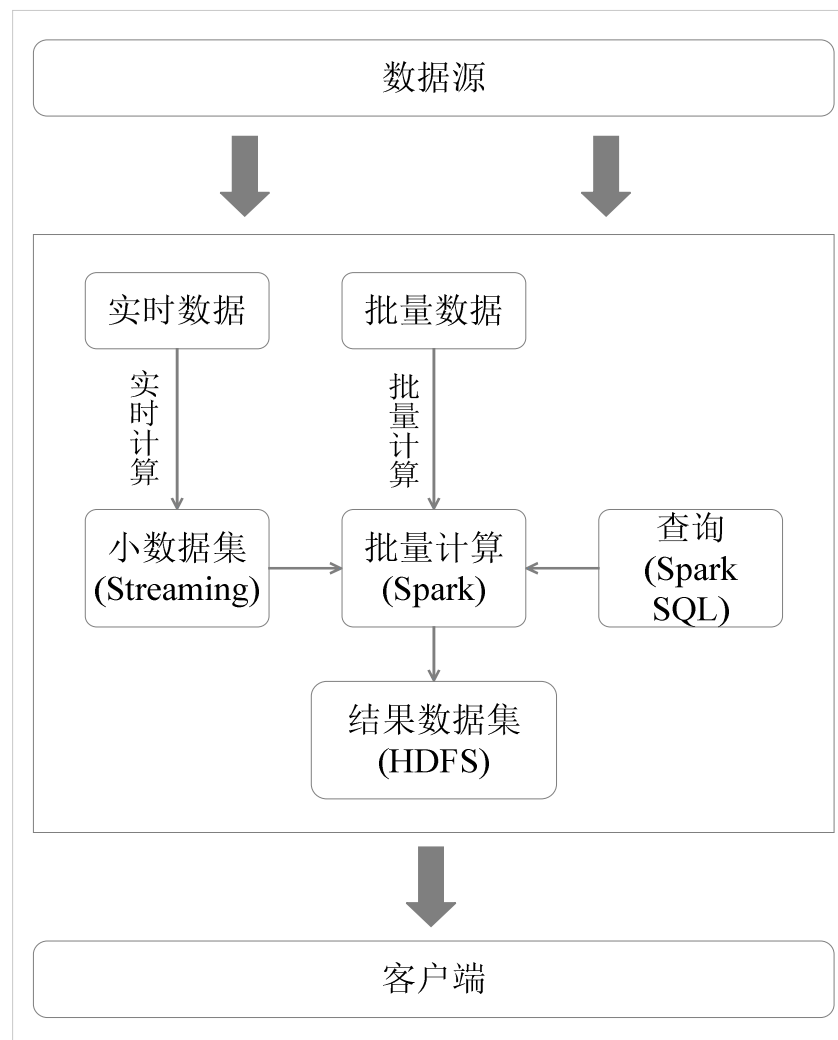 数据源
实时数据
批量数据
实时计算
批量计算
小数据集
(Streaming)
批量计算
(Spark)
查询
(Spark
SQL)
结果数据集
(HDFS)
客户端